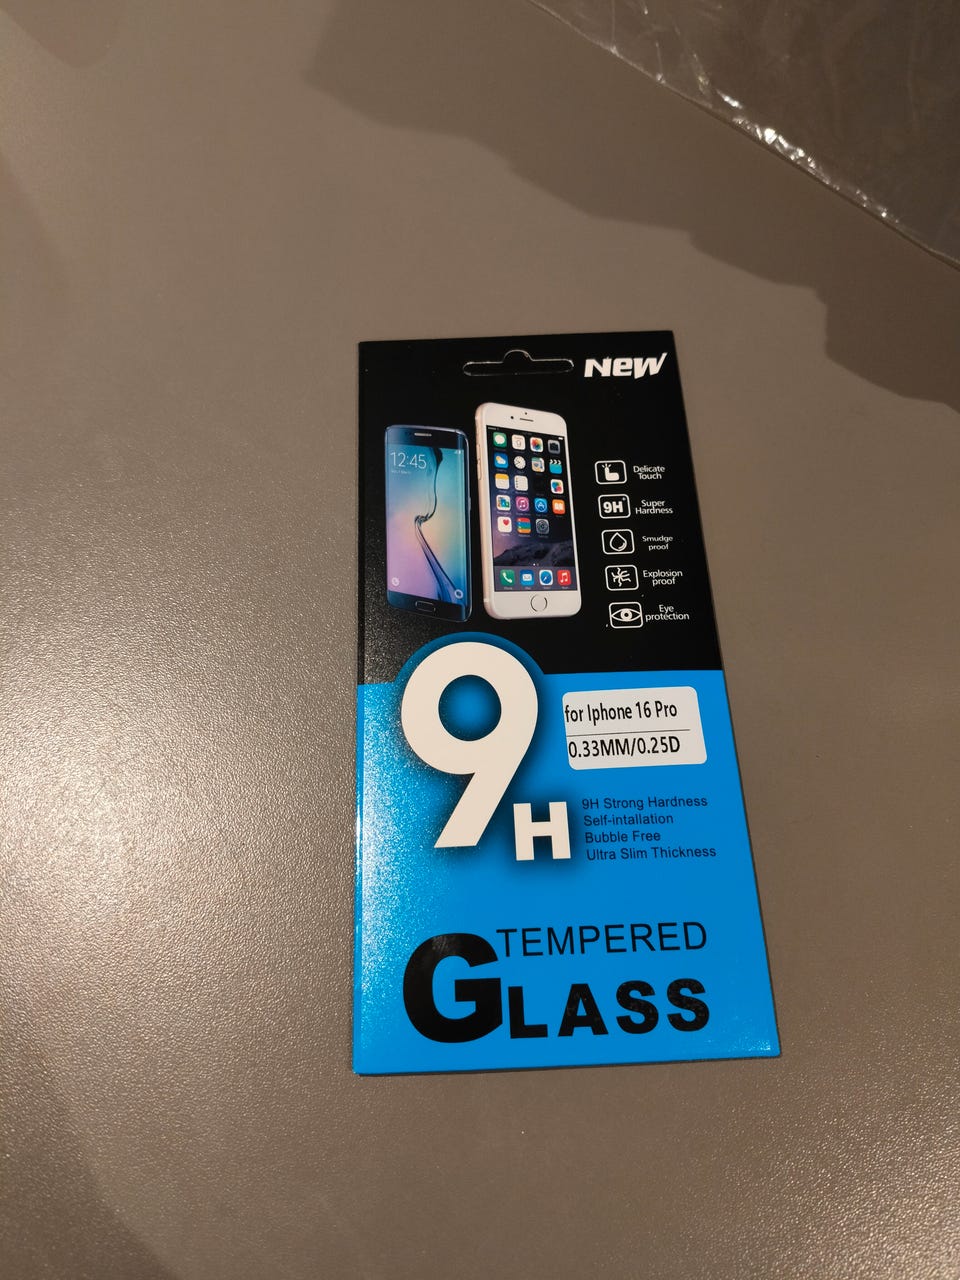 New
12:45
Delicate
Touch
9H
Super
Hardness
Smudge
proof
Explosion
proof
Eye
protection
9H
for Iphone 16 Pro
0.33MM/0.25D
9H Strong Hardness
Self-intallation
Bubble Free
Ultra Slim Thickness
TEMPERED
GLASS